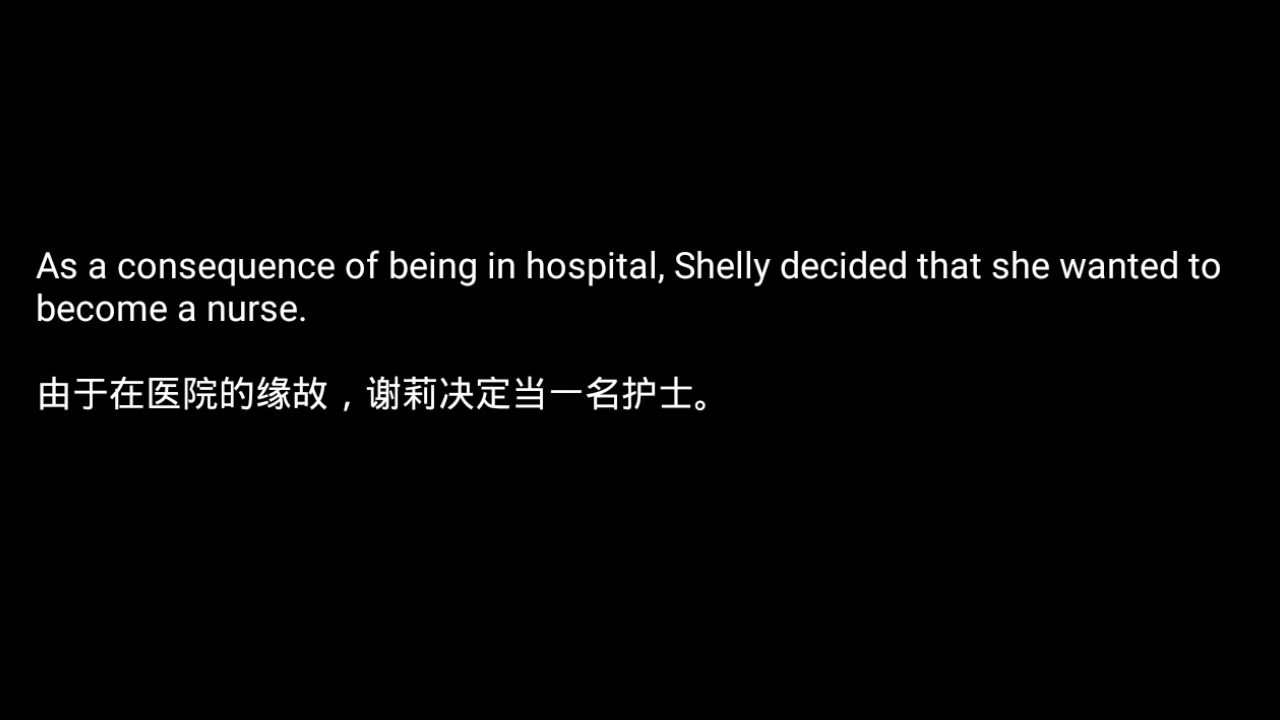 As a consequence of being in hospital, Shelly decided that she wanted to
become a nurse.
由于在医院的缘故，谢莉决定当一名护士。